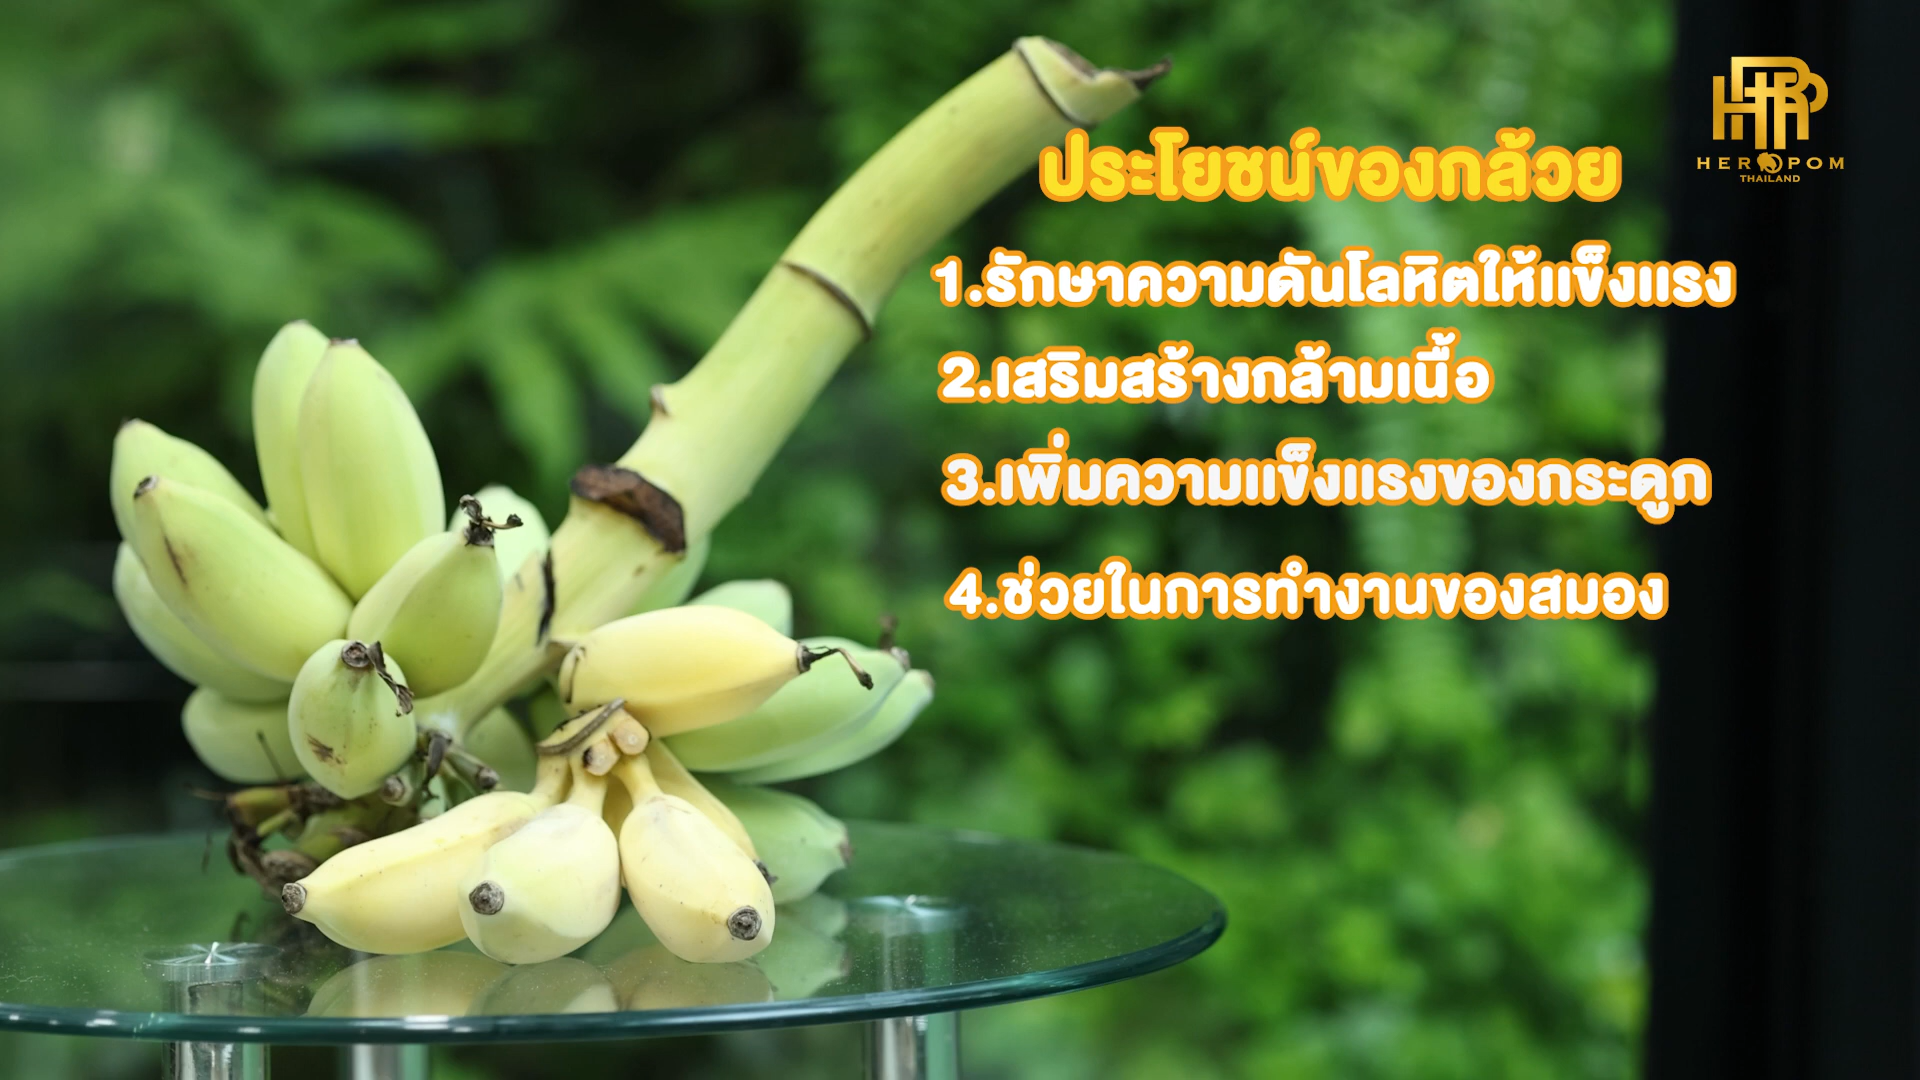 ประโยชน์ของกล้วย
HEROPOM
THAILAND
1.รักษาความดันโลหิตให้แข็งแรง
2.เสริมสร้างกล้ามเนื้อ
3.เพิ่มความแข็งแรงของกระดูก
4.ช่วยในการทำงานของสมอง